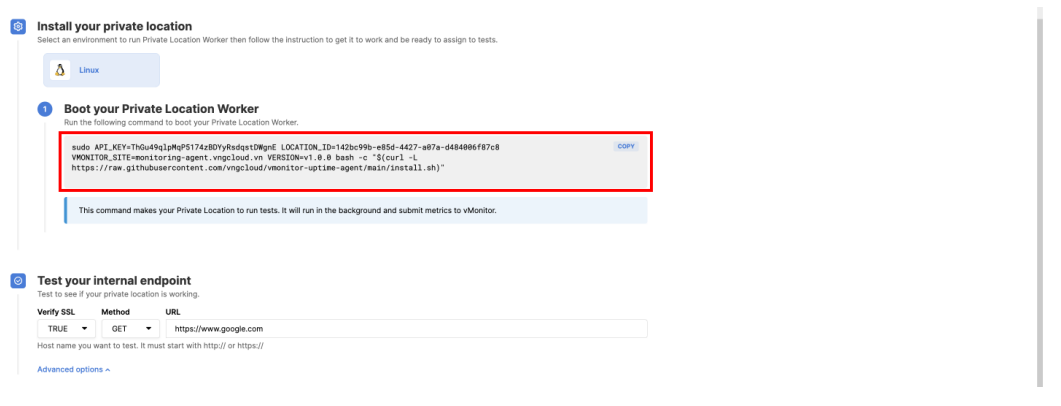 Install your private location
Select an environment to run Private Location Worker then follow the instruction to get it to work and be ready to assign to tests.
Linux
1 Boot your Private Location Worker
Run the following command to boot your Private Location Worker.
sudo API_KEY=ThGu49qlpMqP5174zBDYyRsdqstDWgnE LOCATION_ID=142bc99b-e85d-4427-a07a-d484006f87c8 COPY
VMONITOR_SITE=monitoring-agent.vngcloud.vn VERSION=v1.0.0 bash -c "$(curl -L
https://raw.githubusercontent.com/vngcloud/vmonitor-uptime-agent/main/install.sh)"
This command makes your Private Location to run tests. It will run in the background and submit metrics to vMonitor.
Test your internal endpoint
Test to see if your private location is working.
Verify SSL Method URL
TRUE GET https://www.google.com
Host name you want to test. It must start with http:// or https://
Advanced options